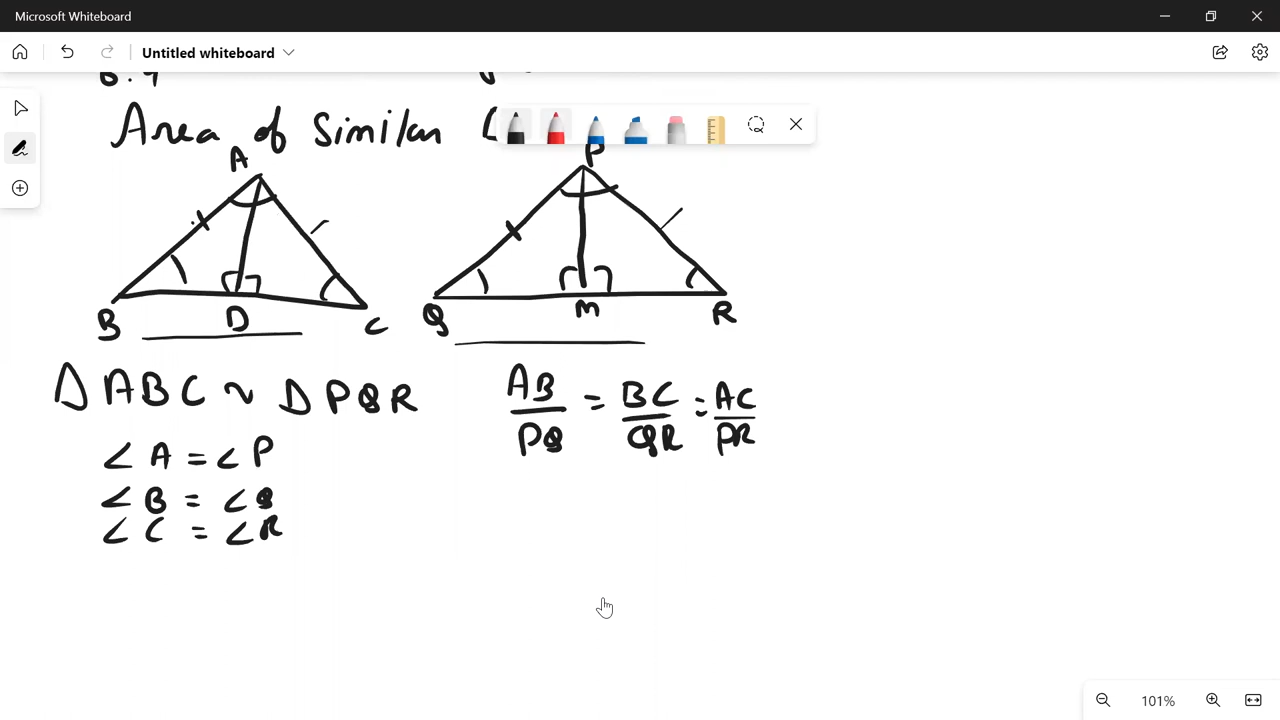 Microsoft Whiteboard
Untitled whiteboard
Area of Similar
A
P
B
D
C
Q
M
R
Δ ABC ~ Δ PQR
AB/PQ = BC/QR = AC/PR
∠ A = ∠ P
∠ B = ∠ Q
∠ C = ∠ R
101%